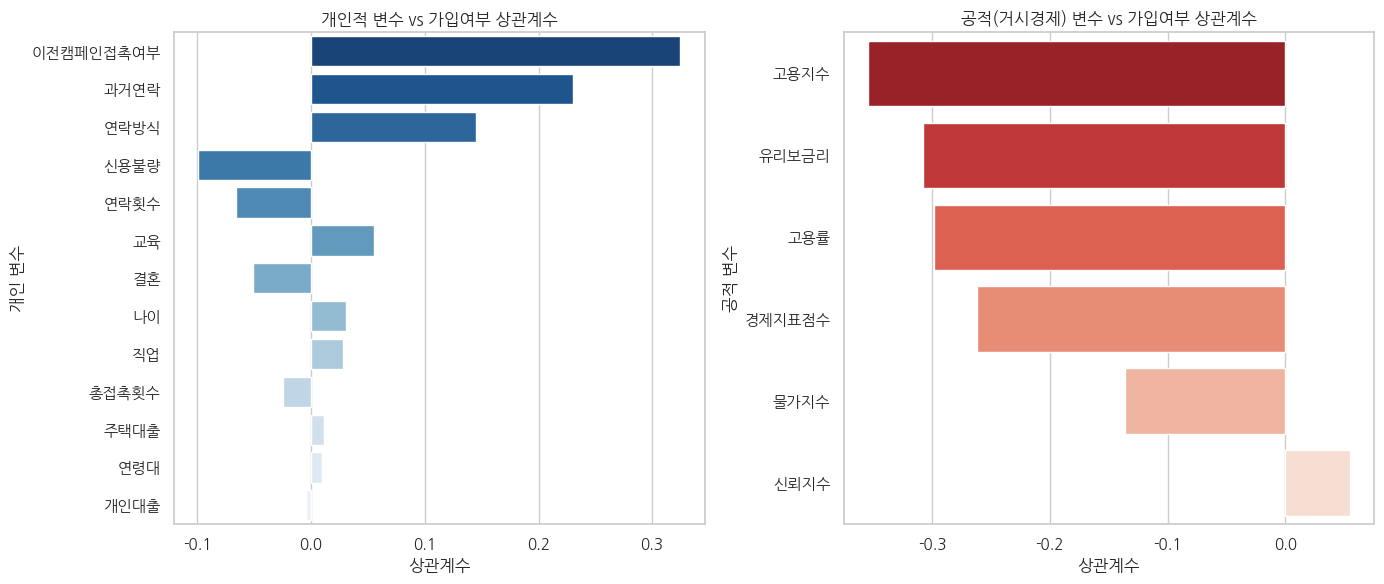 개인적 변수 vs 가입여부 상관계수
개인 변수
이전캠페인접촉여부
과거연락
연락방식
신용불량
연락횟수
교육
결혼
나이
직업
총접촉횟수
주택대출
연령대
개인대출
-0.1 0.0 0.1 0.2 0.3
상관계수
공적(거시경제) 변수 vs 가입여부 상관계수
공적 변수
고용지수
유리보금리
고용률
경제지표점수
물가지수
신뢰지수
-0.3 -0.2 -0.1 0.0
상관계수